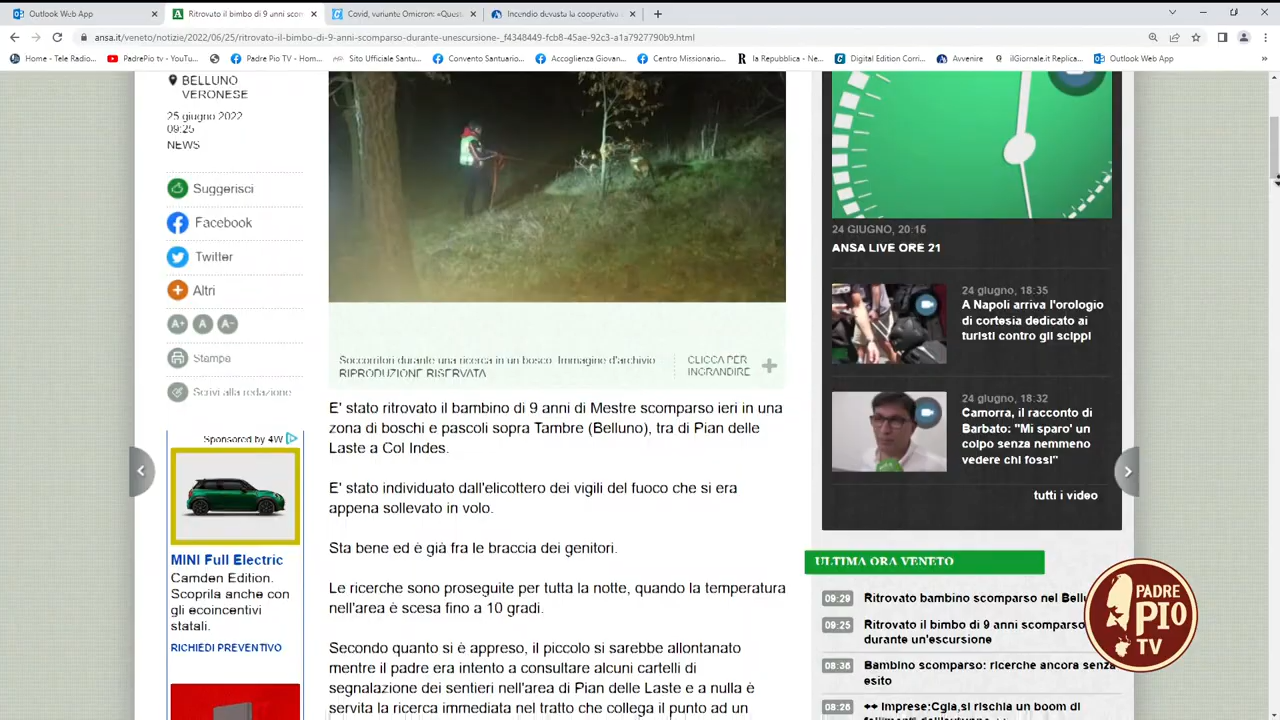 Outlook Web App
Ritrovato il bimbo di 9 anni scom
Covid, variante Omicron: «Quest
Incendio devasta la cooperativa
ansa.it/veneto/notizie/2022/06/25/ritrovato-il-bimbo-di-9-anni-scomparso-durante-unescursione-_f4348449-fcb8-45ae-92c3-a1a7927790b9.html
Home - Tele Radio...
PadrePio tv - YouTu...
Padre Pio TV - Hom...
Sito Ufficiale Santu...
Convento Santuario...
Accoglienza Giovan...
Centro Missionario...
la Repubblica - Ne...
Digital Edition Corri...
Avvenire
ilGiornale.it Replica...
Outlook Web App
BELLUNO
VERONESE
25 giugno 2022
09:25
NEWS
Suggerisci
Facebook
Twitter
Altri
A+ A A-
Stampa
Scrivi alla redazione
Sponsored by 4W
MINI Full Electric
Camden Edition.
Scoprila anche con
gli ecoincentivi
statali.
RICHIEDI PREVENTIVO
Soccorritori durante una ricerca in un bosco. Immagine d'archivio
RIPRODUZIONE RISERVATA
CLICCA PER
INGRANDIRE
E' stato ritrovato il bambino di 9 anni di Mestre scomparso ieri in una
zona di boschi e pascoli sopra Tambre (Belluno), tra di Pian delle
Laste a Col Indes.
E' stato individuato dall'elicottero dei vigili del fuoco che si era
appena sollevato in volo.
Sta bene ed è già fra le braccia dei genitori.
Le ricerche sono proseguite per tutta la notte, quando la temperatura
nell'area è scesa fino a 10 gradi.
Secondo quanto si è appreso, il piccolo si sarebbe allontanato
mentre il padre era intento a consultare alcuni cartelli di
segnalazione dei sentieri nell'area di Pian delle Laste e a nulla è
servita la ricerca immediata nel tratto che collega il punto ad un
24 GIUGNO, 20:15
ANSA LIVE ORE 21
24 giugno, 18:35
A Napoli arriva l'orologio
di cortesia dedicato ai
turisti contro gli scippi
24 giugno, 18:32
Camorra, il racconto di
Barbato: "Mi sparo' un
colpo senza nemmeno
vedere chi fossi"
tutti i video
ULTIMA ORA VENETO
09:29 Ritrovato bambino scomparso nel Bellu
09:25 Ritrovato il bimbo di 9 anni scomparso
durante un'escursione
08:36 Bambino scomparso: ricerche ancora senza
esito
08:26 Imprese:Cgia,si rischia un boom di
PADRE
PIO
TV